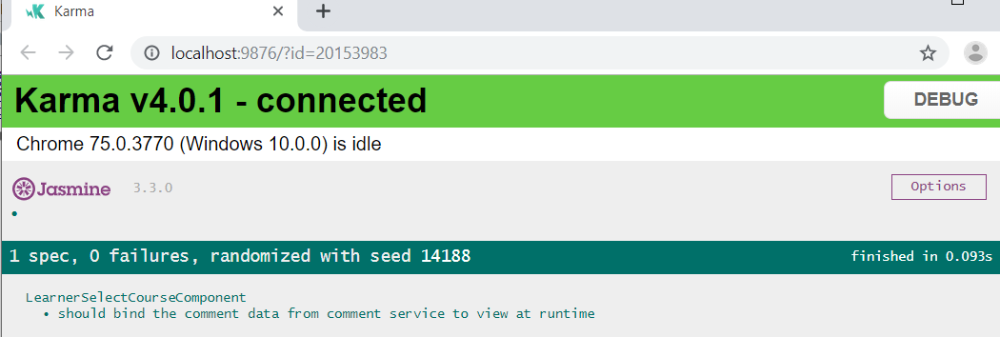 Karma
localhost:9876/?id=20153983
Karma v4.0.1 - connected
DEBUG
Chrome 75.0.3770 (Windows 10.0.0) is idle
Jasmine 3.3.0
Options
•
1 spec, 0 failures, randomized with seed 14188
finished in 0.093s
LearnerSelectCourseComponent
• should bind the comment data from comment service to view at runtime